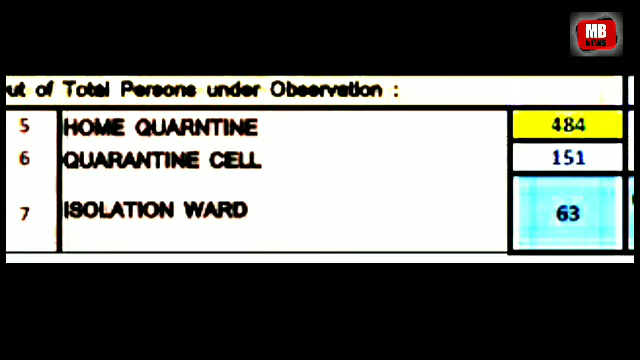 MB
NEWS
ut of Total Persons under Observation :
5 HOME QUARNTINE 484
6 QUARANTINE CELL 151
7 ISOLATION WARD 63